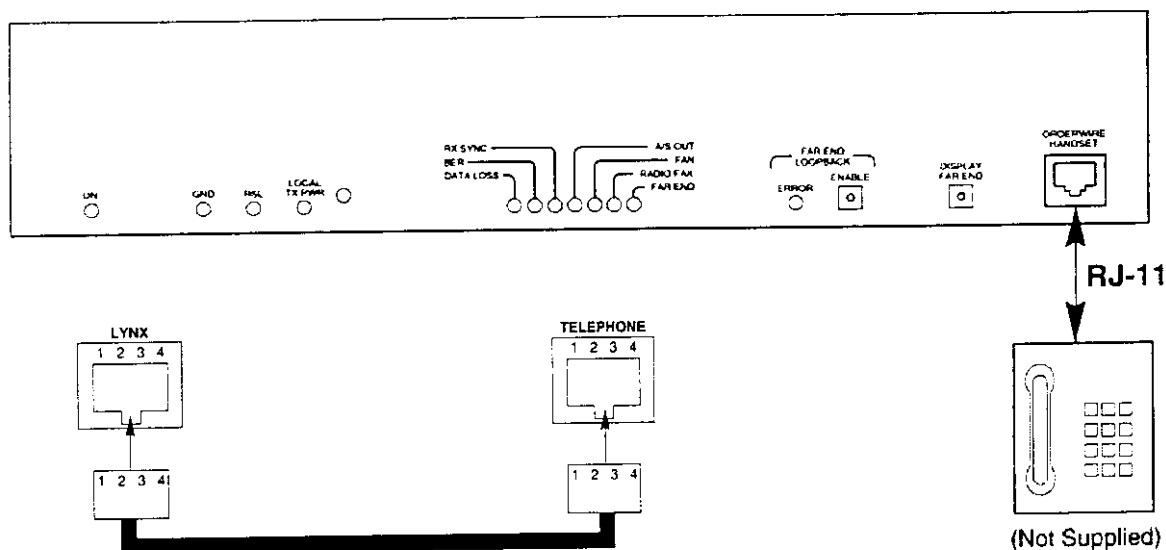 ORDERWIRE
HANDSET
RX SYNC
BER
DATA LOSS
A/S OUT
FAN
RADIO FAIL
FAR END
FAR END
LOOPBACK
ERROR
ENABLE
DISPLAY
FAR END
ON
GND
RSL
LOCAL
TX PWR
RJ-11
LYNX
1 2 3 4
TELEPHONE
1 2 3 4
1 2 3 4
1 2 3 4
(Not Supplied)